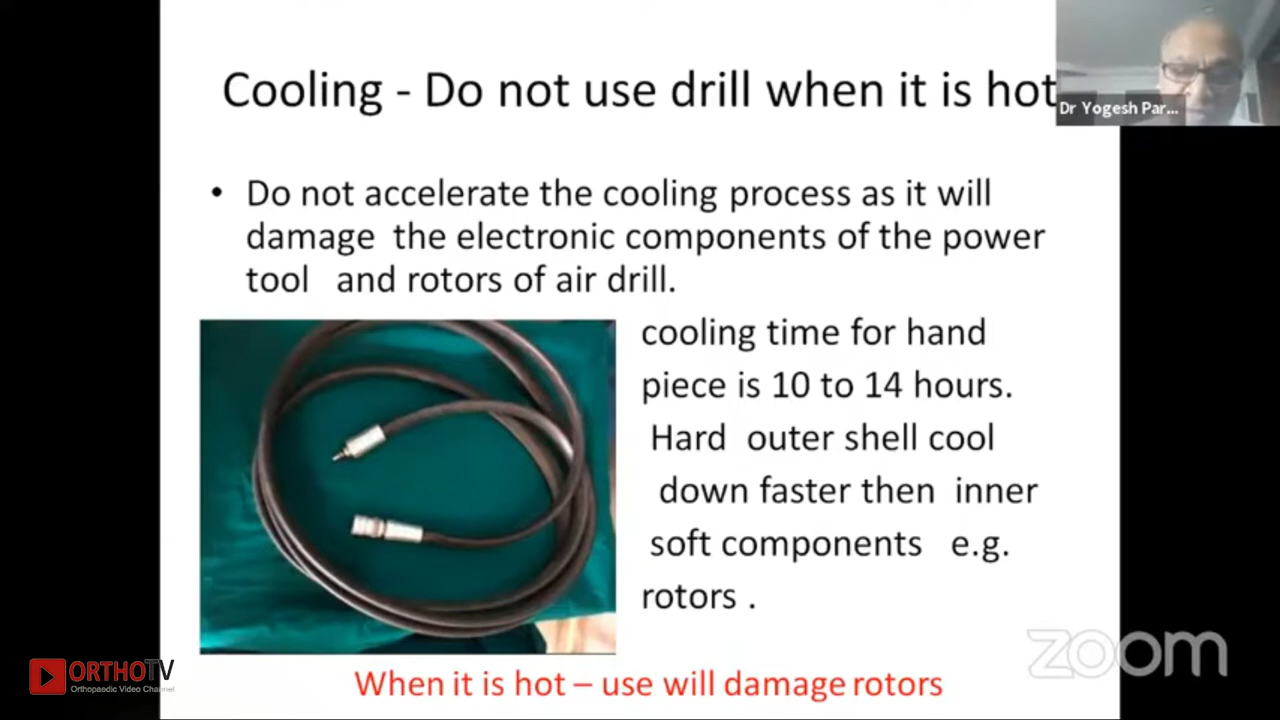 Cooling - Do not use drill when it is hot
Dr Yogesh Par...
• Do not accelerate the cooling process as it will
damage the electronic components of the power
tool and rotors of air drill.
cooling time for hand
piece is 10 to 14 hours.
Hard outer shell cool
down faster then inner
soft components e.g.
rotors .
When it is hot – use will damage rotors
ORTHOTV
Orthopaedic Video Channel
zoom